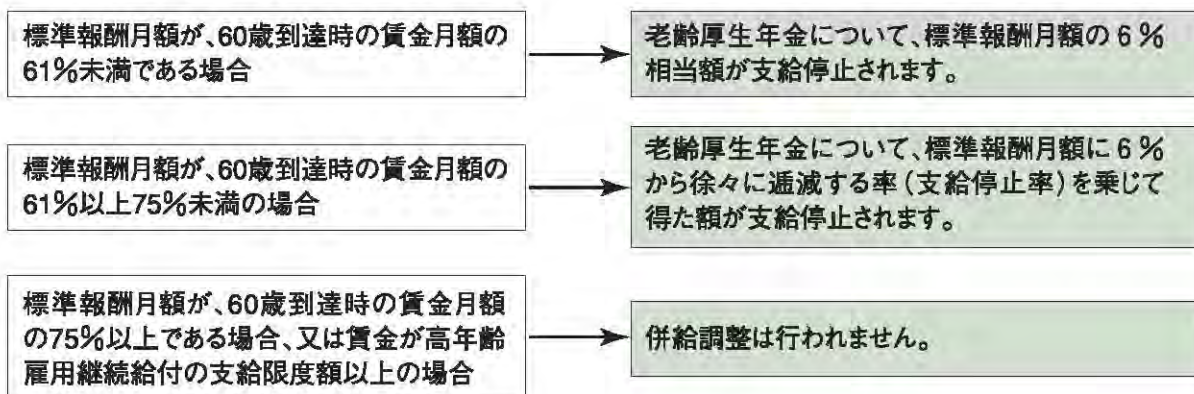 標準報酬月額が、60歳到達時の賃金月額の
61%未満である場合
老齢厚生年金について、標準報酬月額の6%
相当額が支給停止されます。
標準報酬月額が、60歳到達時の賃金月額の
61%以上75%未満の場合
老齢厚生年金について、標準報酬月額に6%
から徐々に逓減する率(支給停止率)を乗じて
得た額が支給停止されます。
標準報酬月額が、60歳到達時の賃金月額
の75%以上である場合、又は賃金が高年齢
雇用継続給付の支給限度額以上の場合
併給調整は行われません。